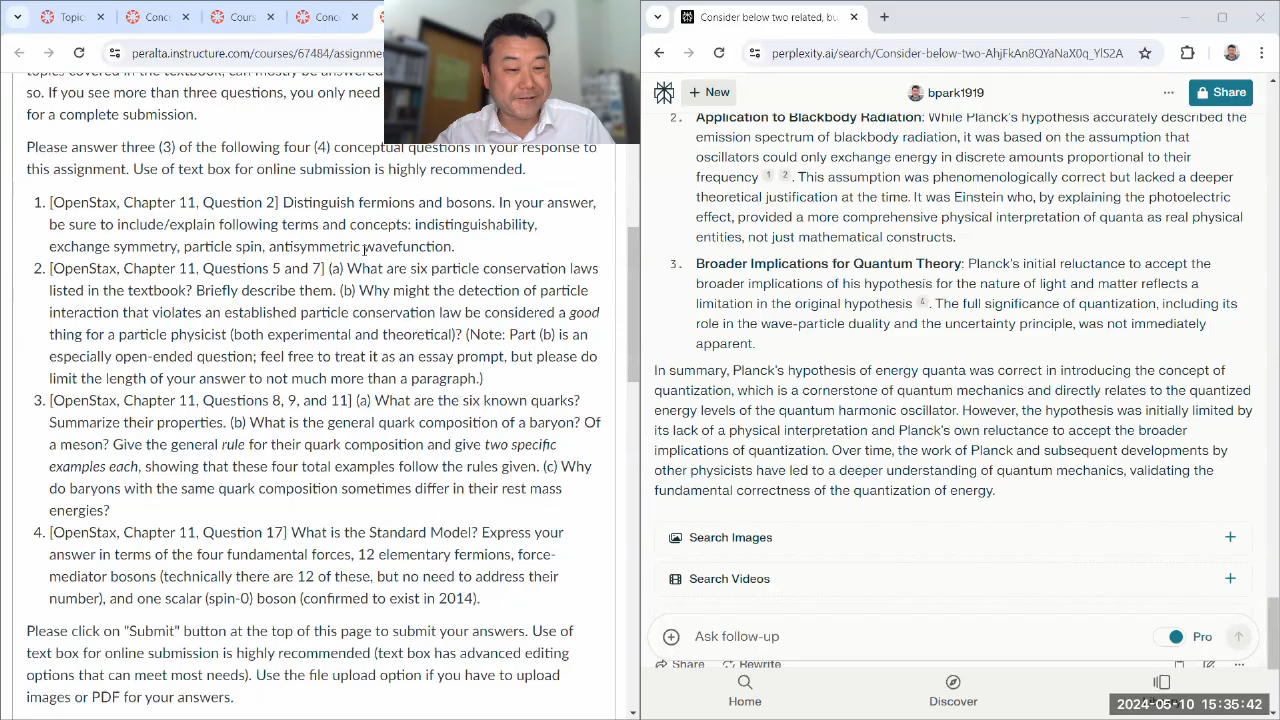 Topic
Conc
Cours
Conc
peralta.instructure.com/courses/67484/assignme
topics covered in the textbook, can mostly be answered
so. If you see more than three questions, you only need
for a complete submission.
Please answer three (3) of the following four (4) conceptual questions in your response to
this assignment. Use of text box for online submission is highly recommended.
1. [OpenStax, Chapter 11, Question 2] Distinguish fermions and bosons. In your answer,
be sure to include/explain following terms and concepts: indistinguishability,
exchange symmetry, particle spin, antisymmetric wavefunction.
2. [OpenStax, Chapter 11, Questions 5 and 7] (a) What are six particle conservation laws
listed in the textbook? Briefly describe them. (b) Why might the detection of particle
interaction that violates an established particle conservation law be considered a good
thing for a particle physicist (both experimental and theoretical)? (Note: Part (b) is an
especially open-ended question; feel free to treat it as an essay prompt, but please do
limit the length of your answer to not much more than a paragraph.)
3. [OpenStax, Chapter 11, Questions 8, 9, and 11] (a) What are the six known quarks?
Summarize their properties. (b) What is the general quark composition of a baryon? Of
a meson? Give the general rule for their quark composition and give two specific
examples each, showing that these four total examples follow the rules given. (c) Why
do baryons with the same quark composition sometimes differ in their rest mass
energies?
4. [OpenStax, Chapter 11, Question 17] What is the Standard Model? Express your
answer in terms of the four fundamental forces, 12 elementary fermions, force-
mediator bosons (technically there are 12 of these, but no need to address their
number), and one scalar (spin-0) boson (confirmed to exist in 2014).
Please click on "Submit" button at the top of this page to submit your answers. Use of
text box for online submission is highly recommended (text box has advanced editing
options that can meet most needs). Use the file upload option if you have to upload
images or PDF for your answers.
Consider below two related, bu
perplexity.ai/search/Consider-below-two-AhjFkAn8QYaNaX0D_YlS2A
New
bpark1919
Share
2. Application to Blackbody Radiation: While Planck's hypothesis accurately described the
emission spectrum of blackbody radiation, it was based on the assumption that
oscillators could only exchange energy in discrete amounts proportional to their
frequency 1 2. This assumption was phenomenologically correct but lacked a deeper
theoretical justification at the time. It was Einstein who, by explaining the photoelectric
effect, provided a more comprehensive physical interpretation of quanta as real physical
entities, not just mathematical constructs.
3. Broader Implications for Quantum Theory: Planck's initial reluctance to accept the
broader implications of his hypothesis for the nature of light and matter reflects a
limitation in the original hypothesis 4. The full significance of quantization, including its
role in the wave-particle duality and the uncertainty principle, was not immediately
apparent.
In summary, Planck's hypothesis of energy quanta was correct in introducing the concept of
quantization, which is a cornerstone of quantum mechanics and directly relates to the quantized
energy levels of the quantum harmonic oscillator. However, the hypothesis was initially limited by
its lack of a physical interpretation and Planck's own reluctance to accept the broader
implications of quantization. Over time, the work of Planck and subsequent developments by
other physicists have led to a deeper understanding of quantum mechanics, validating the
fundamental correctness of the quantization of energy.
Search Images
Search Videos
Ask follow-up
Pro
Share Rewrite
Home
Discover
2024-05-10 15:35:42